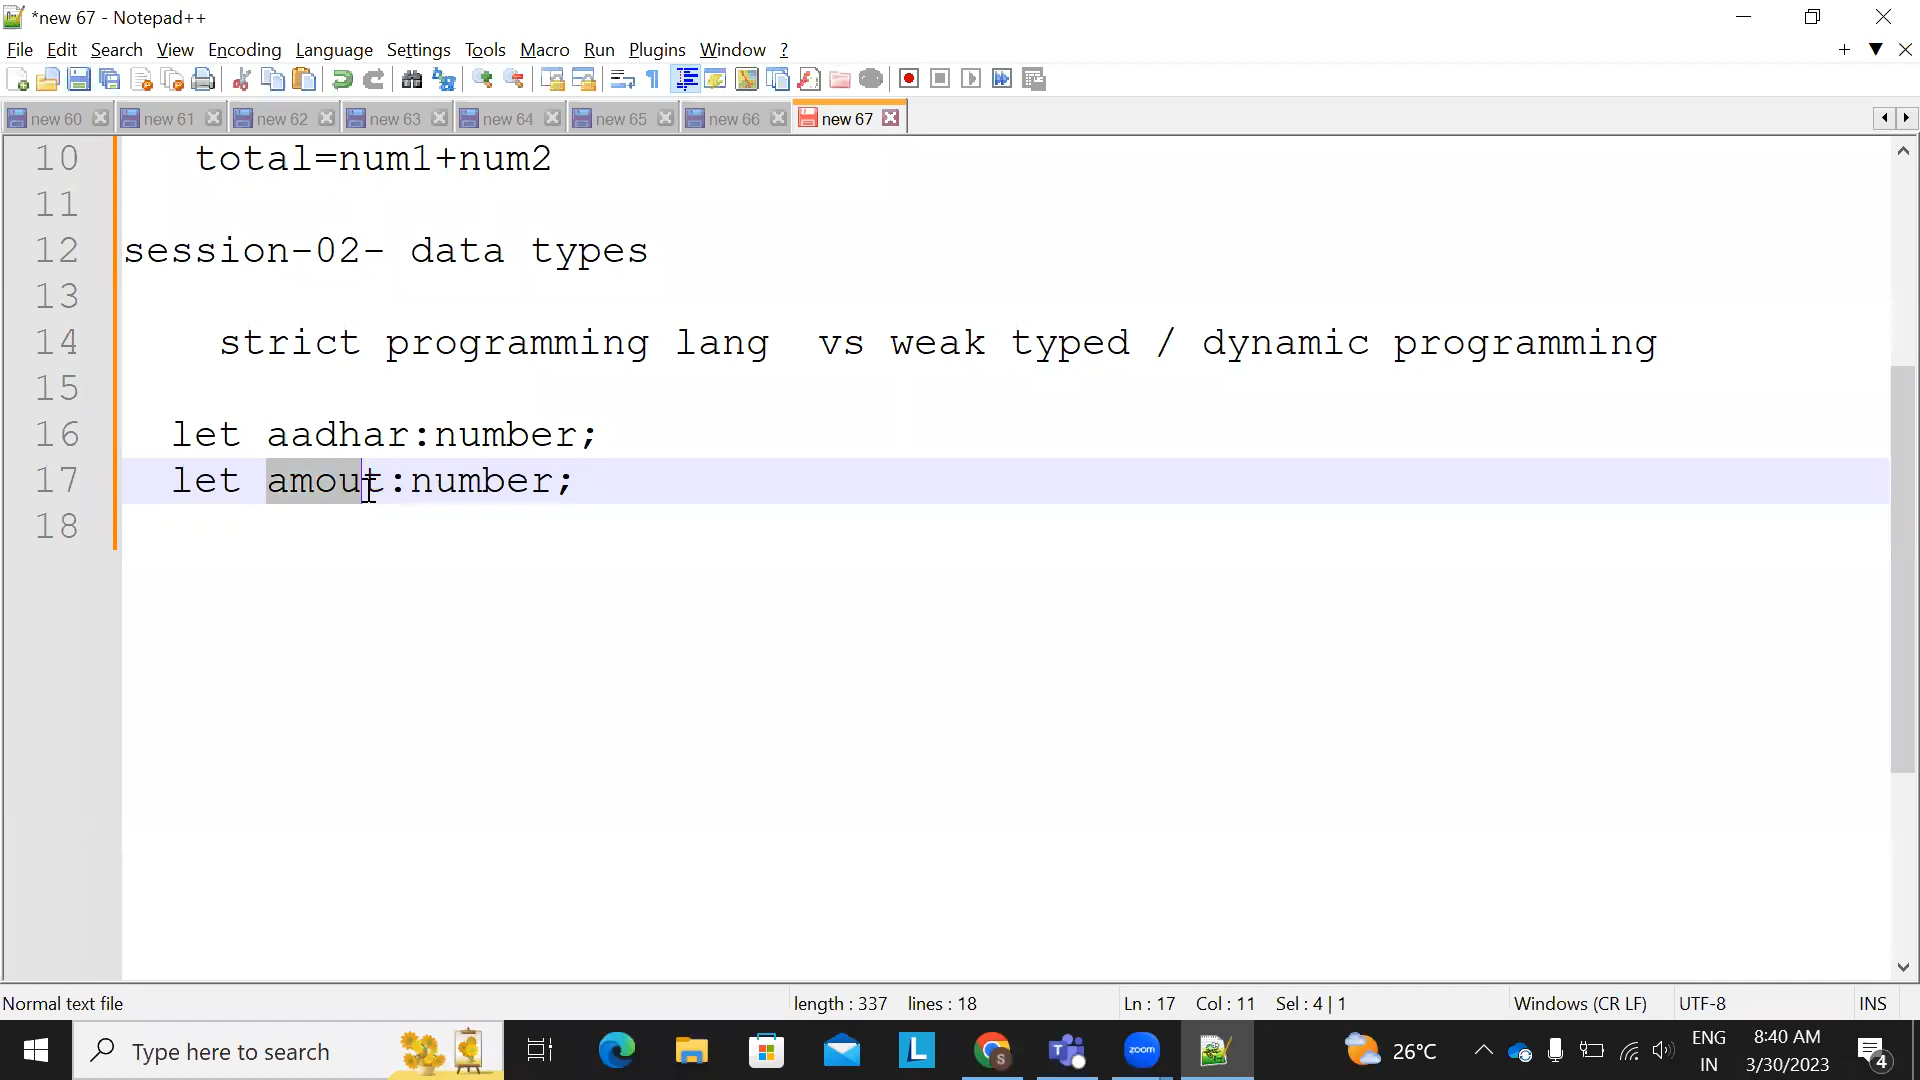 *new 67 - Notepad++
File Edit Search View Encoding Language Settings Tools Macro Run Plugins Window ?
new 60 new 61 new 62 new 63 new 64 new 65 new 66 new 67
10 total=num1+num2
11
12 session-02- data types
13
14 strict programming lang vs weak typed / dynamic programming
15
16 let aadhar:number;
17 let amout:number;
18
Normal text file length : 337 lines : 18 Ln : 17 Col : 11 Sel : 4 | 1 Windows (CR LF) UTF-8 INS
Type here to search L zoom 26°C ENG IN 8:40 AM 3/30/2023 4